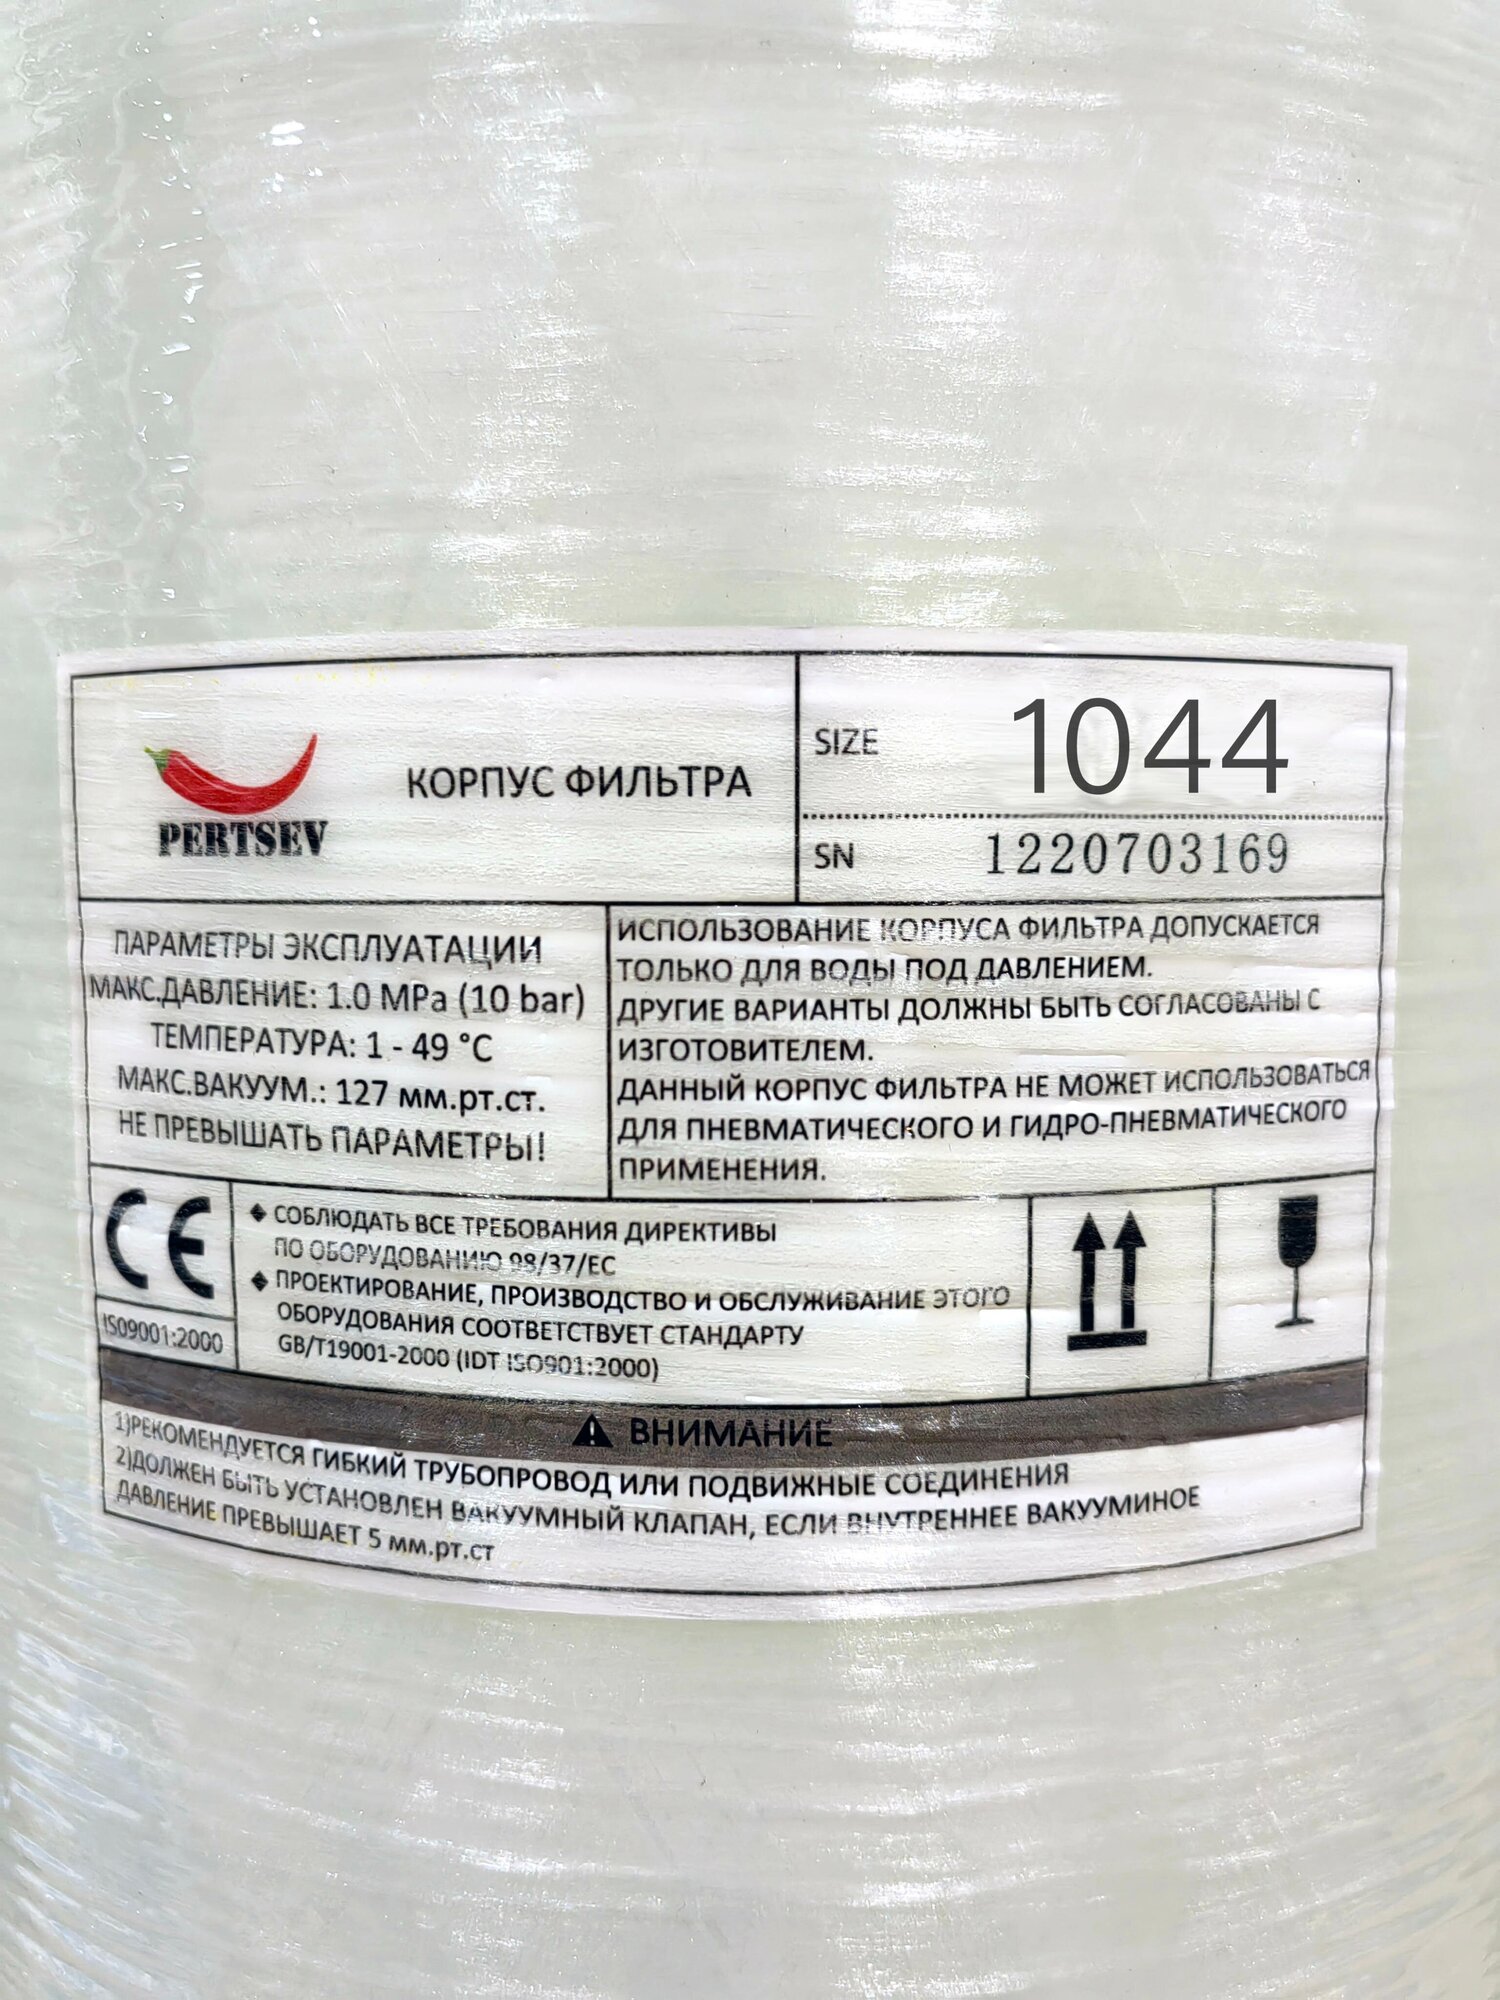 PERTSEV
КОРПУС ФИЛЬТРА
SIZE 1044
SN 1220703169
ПАРАМЕТРЫ ЭКСПЛУАТАЦИИ
МАКС.ДАВЛЕНИЕ: 1.0 MPa (10 bar)
ТЕМПЕРАТУРА: 1 - 49 °C
МАКС.ВАКУУМ.: 127 мм.рт.ст.
НЕ ПРЕВЫШАТЬ ПАРАМЕТРЫ!
ИСПОЛЬЗОВАНИЕ КОРПУСА ФИЛЬТРА ДОПУСКАЕТСЯ
ТОЛЬКО ДЛЯ ВОДЫ ПОД ДАВЛЕНИЕМ.
ДРУГИЕ ВАРИАНТЫ ДОЛЖНЫ БЫТЬ СОГЛАСОВАНЫ С
ИЗГОТОВИТЕЛЕМ.
ДАННЫЙ КОРПУС ФИЛЬТРА НЕ МОЖЕТ ИСПОЛЬЗОВАТЬСЯ
ДЛЯ ПНЕВМАТИЧЕСКОГО И ГИДРО-ПНЕВМАТИЧЕСКОГО
ПРИМЕНЕНИЯ.
CE
ISO9001:2000
◆ СОБЛЮДАТЬ ВСЕ ТРЕБОВАНИЯ ДИРЕКТИВЫ
ПО ОБОРУДОВАНИЮ 98/37/EC
◆ ПРОЕКТИРОВАНИЕ, ПРОИЗВОДСТВО И ОБСЛУЖИВАНИЕ ЭТОГО
ОБОРУДОВАНИЯ СООТВЕТСТВУЕТ СТАНДАРТУ
GB/T19001-2000 (IDT ISO901:2000)
ВНИМАНИЕ
1)РЕКОМЕНДУЕТСЯ ГИБКИЙ ТРУБОПРОВОД ИЛИ ПОДВИЖНЫЕ СОЕДИНЕНИЯ
2)ДОЛЖЕН БЫТЬ УСТАНОВЛЕН ВАКУУМНЫЙ КЛАПАН, ЕСЛИ ВНУТРЕННЕЕ ВАКУУМИНОЕ
ДАВЛЕНИЕ ПРЕВЫШАЕТ 5 мм.рт.ст